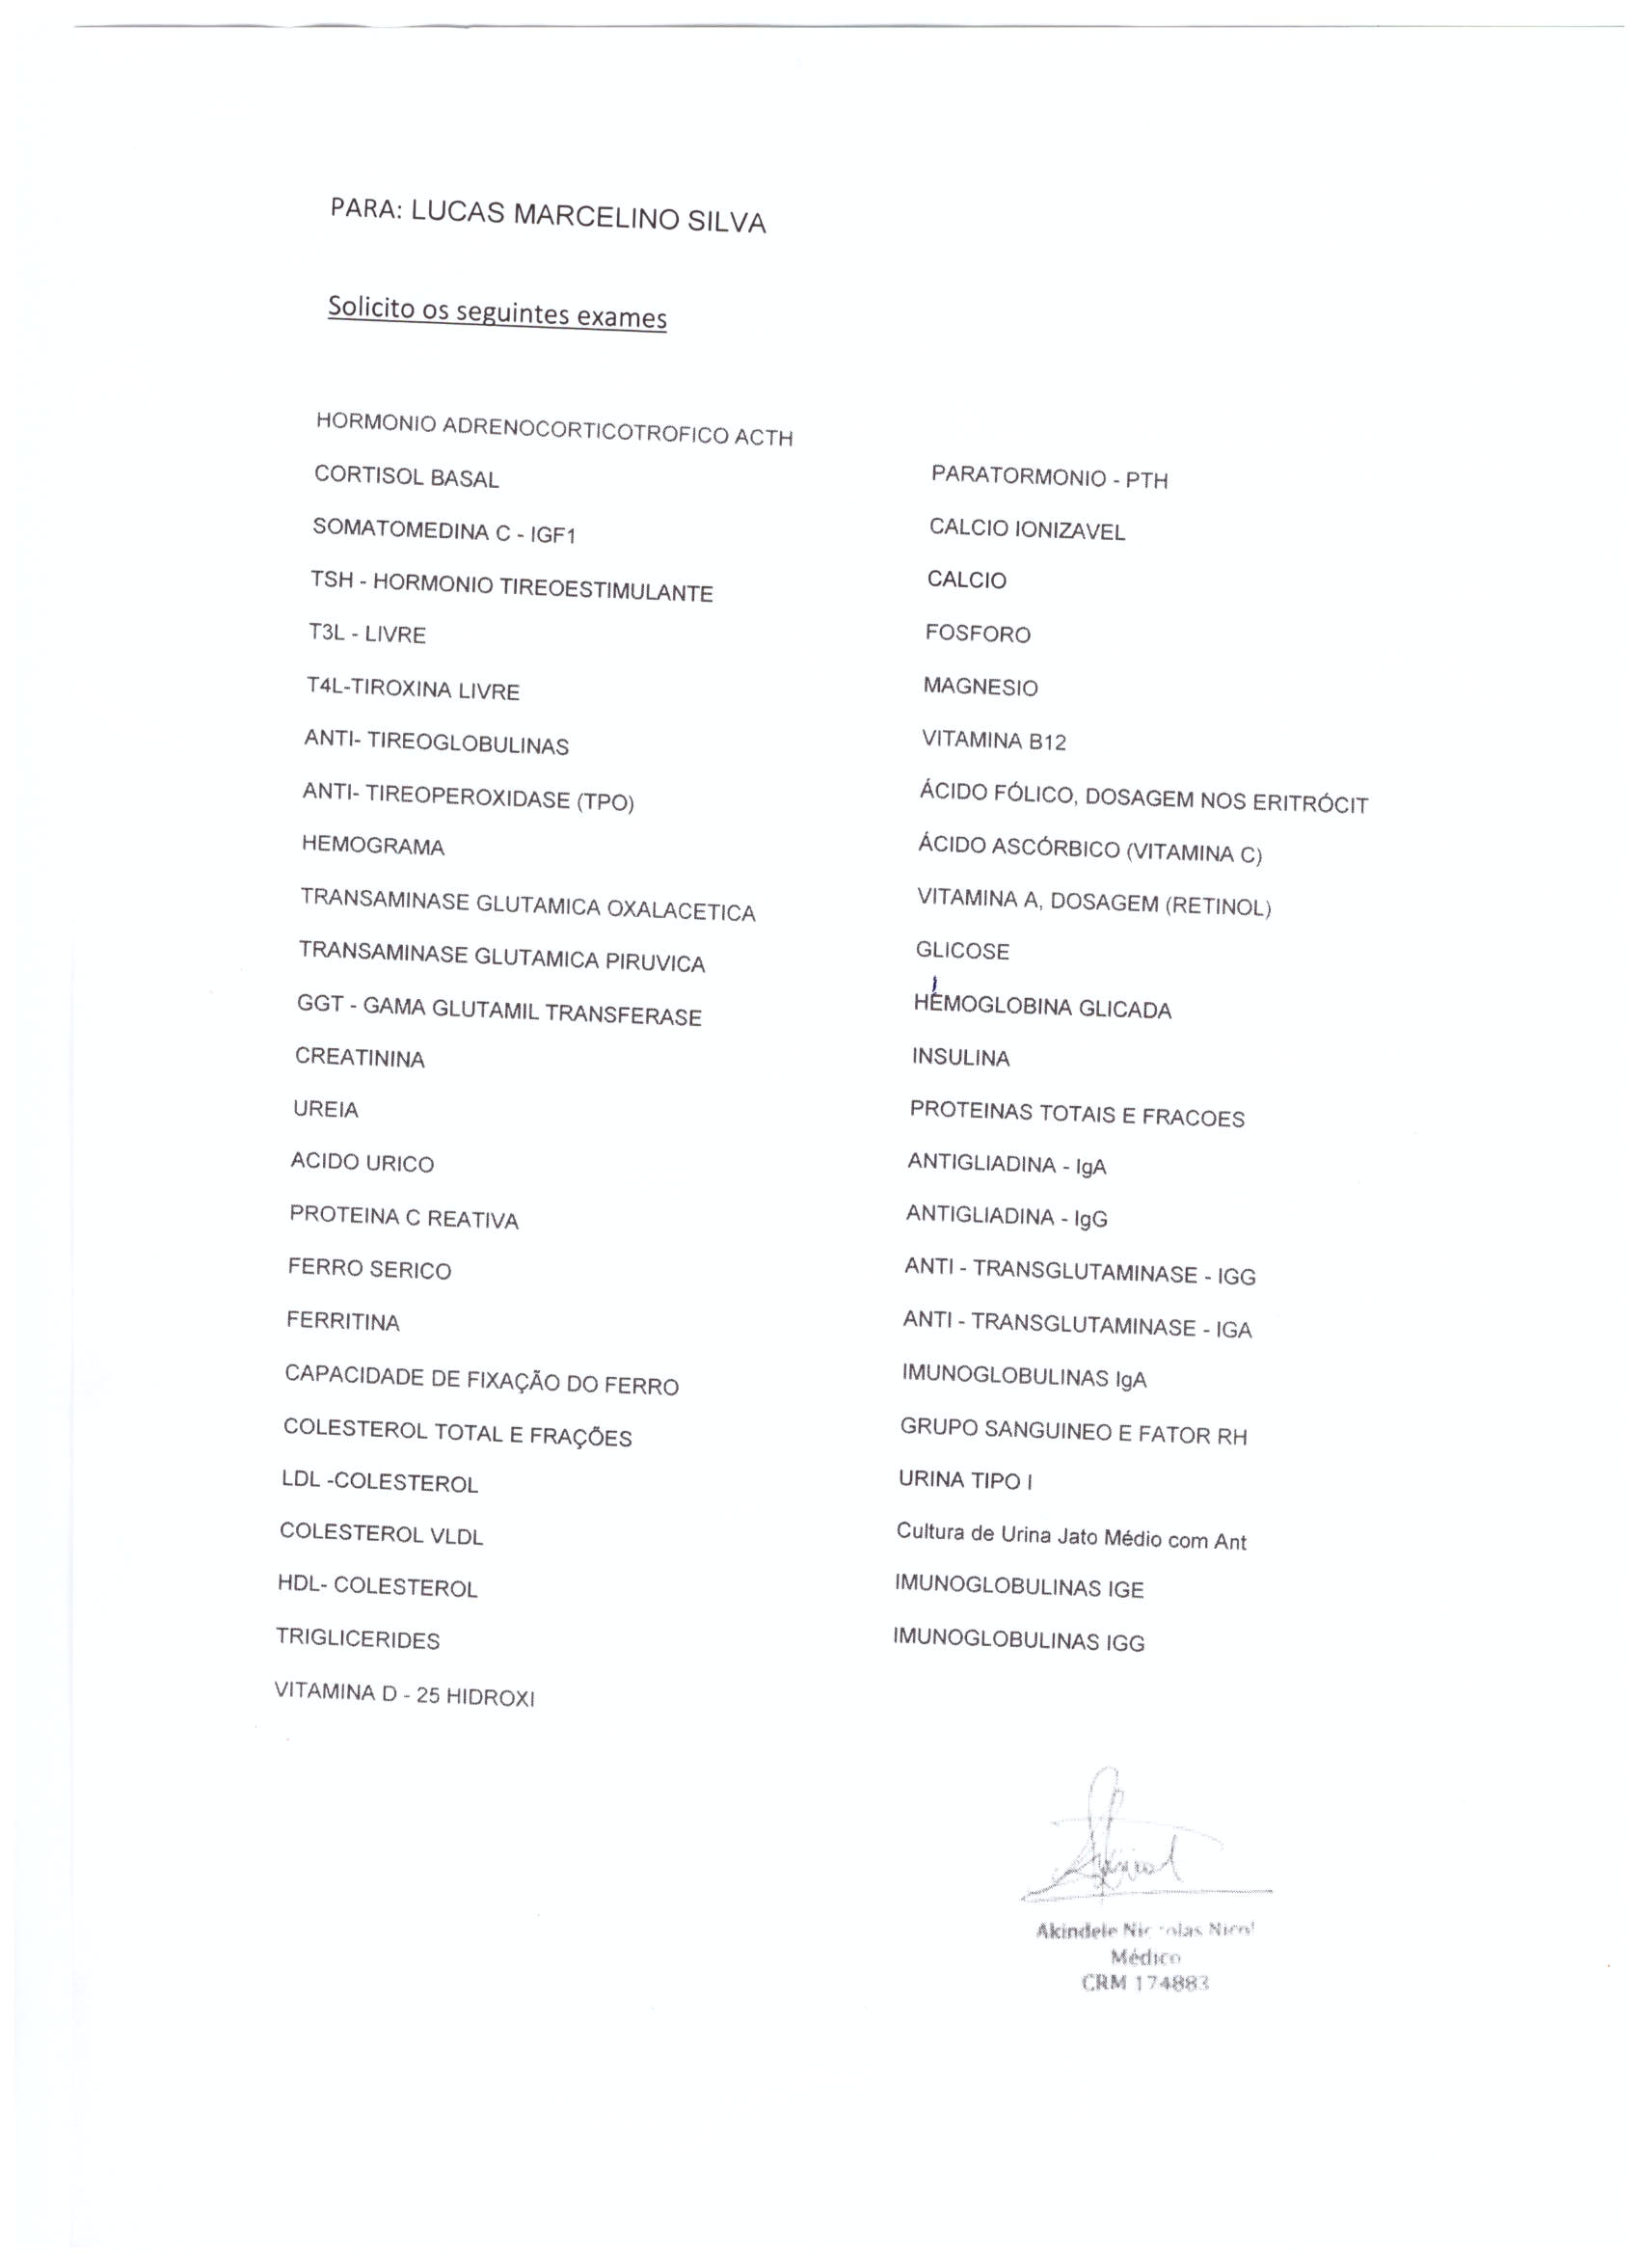 PARA: LUCAS MARCELINO SILVA
Solicito os seguintes exames
HORMONIO ADRENOCORTICOTROFICO ACTH
CORTISOL BASAL
SOMATOMEDINA C - IGF1
TSH - HORMONIO TIREOESTIMULANTE
T3L - LIVRE
T4L-TIROXINA LIVRE
ANTI- TIREOGLOBULINAS
ANTI- TIREOPEROXIDASE (TPO)
HEMOGRAMA
TRANSAMINASE GLUTAMICA OXALACETICA
TRANSAMINASE GLUTAMICA PIRUVICA
GGT - GAMA GLUTAMIL TRANSFERASE
CREATININA
UREIA
ACIDO URICO
PROTEINA C REATIVA
FERRO SERICO
FERRITINA
CAPACIDADE DE FIXAÇÃO DO FERRO
COLESTEROL TOTAL E FRAÇÕES
LDL -COLESTEROL
COLESTEROL VLDL
HDL- COLESTEROL
TRIGLICERIDES
VITAMINA D - 25 HIDROXI
PARATORMONIO - PTH
CALCIO IONIZAVEL
CALCIO
FOSFORO
MAGNESIO
VITAMINA B12
ÁCIDO FÓLICO, DOSAGEM NOS ERITRÓCIT
ÁCIDO ASCÓRBICO (VITAMINA C)
VITAMINA A, DOSAGEM (RETINOL)
GLICOSE
HEMOGLOBINA GLICADA
INSULINA
PROTEINAS TOTAIS E FRACOES
ANTIGLIADINA - IgA
ANTIGLIADINA - IgG
ANTI - TRANSGLUTAMINASE - IGG
ANTI - TRANSGLUTAMINASE - IGA
IMUNOGLOBULINAS IgA
GRUPO SANGUINEO E FATOR RH
URINA TIPO I
Cultura de Urina Jato Médio com Ant
IMUNOGLOBULINAS IGE
IMUNOGLOBULINAS IGG
Akindele
Médico
CRM 174883